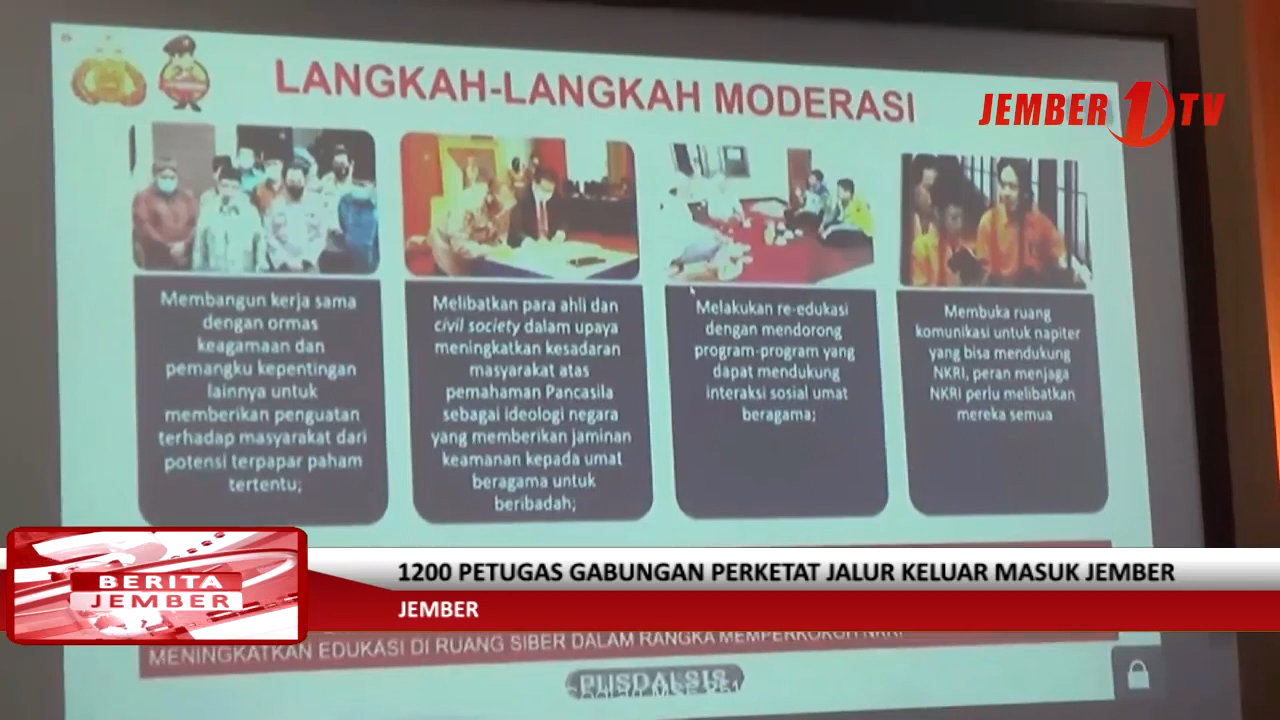 LANGKAH-LANGKAH MODERASI
JEMBER 1 TV
Membangun kerja sama
dengan ormas
keagamaan dan
pemangku kepentingan
lainnya untuk
memberikan penguatan
terhadap masyarakat dari
potensi terpapar paham
tertentu;
Melibatkan para ahli dan
civil society dalam upaya
meningkatkan kesadaran
masyarakat atas
pemahaman Pancasila
sebagai ideologi negara
yang memberikan jaminan
keamanan kepada umat
beragama untuk
beribadah;
Melakukan re-edukasi
dengan mendorong
program-program yang
dapat mendukung
interaksi sosial umat
beragama;
Membuka ruang
komunikasi untuk napiter
yang bisa mendukung
NKRI, peran menjaga
NKRI perlu melibatkan
mereka semua
BERITA
JEMBER
1200 PETUGAS GABUNGAN PERKETAT JALUR KELUAR MASUK JEMBER
JEMBER
MENINGKATKAN EDUKASI DI RUANG SIBER DALAM RANGKA MEMPERKOKOH NKRI
PUSDALSIS